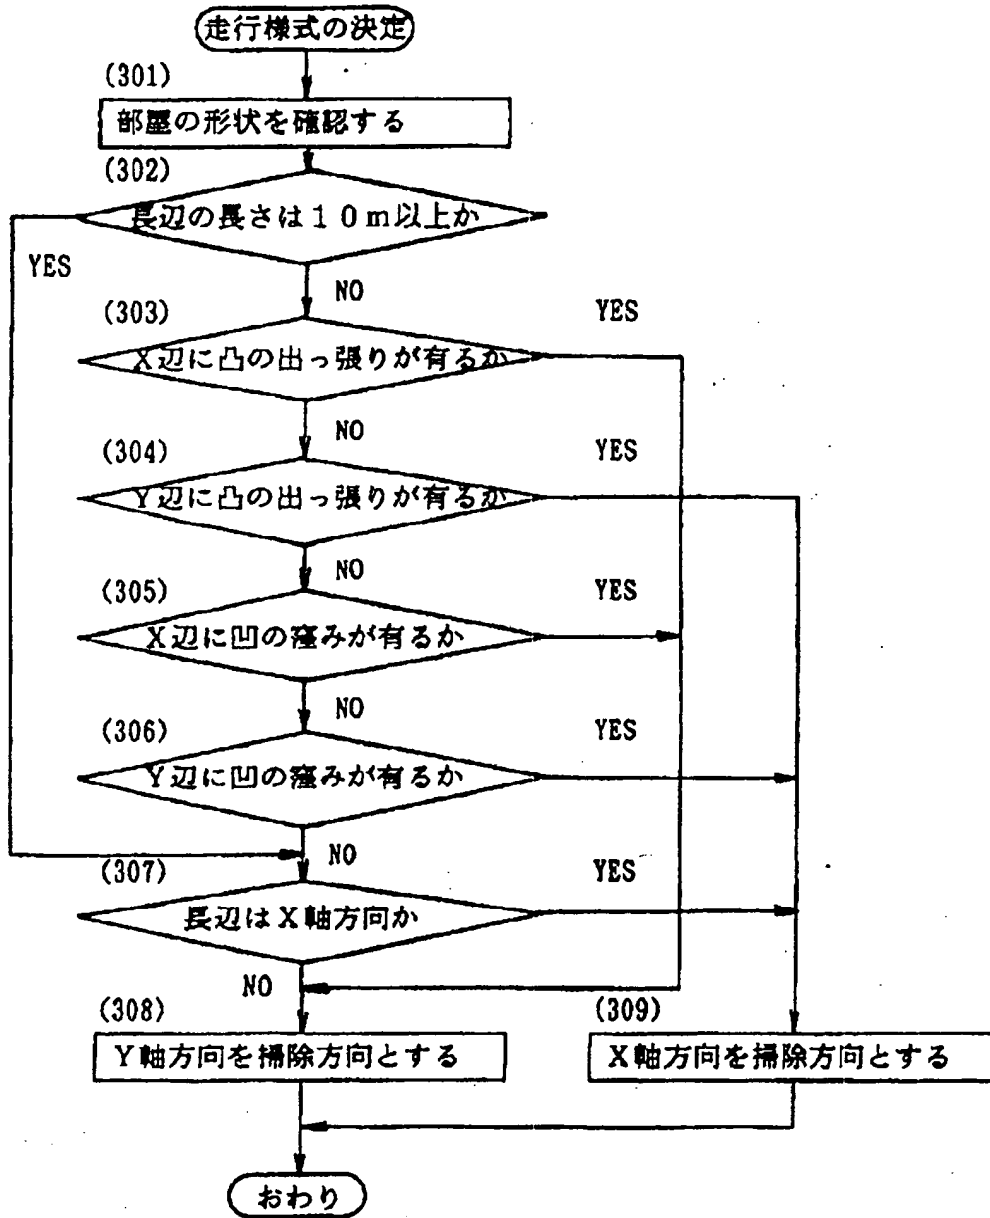 走行様式の決定
(301)
部屋の形状を確認する
(302)
長辺の長さは10m以上か
YES
NO
(303)
YES
X辺に凸の出っ張りが有るか
NO
(304)
YES
Y辺に凸の出っ張りが有るか
NO
(305)
YES
X辺に凹の窪みが有るか
NO
(306)
YES
Y辺に凹の窪みが有るか
NO
(307)
YES
長辺はX軸方向か
NO
(308)
(309)
Y軸方向を掃除方向とする
X軸方向を掃除方向とする
おわり